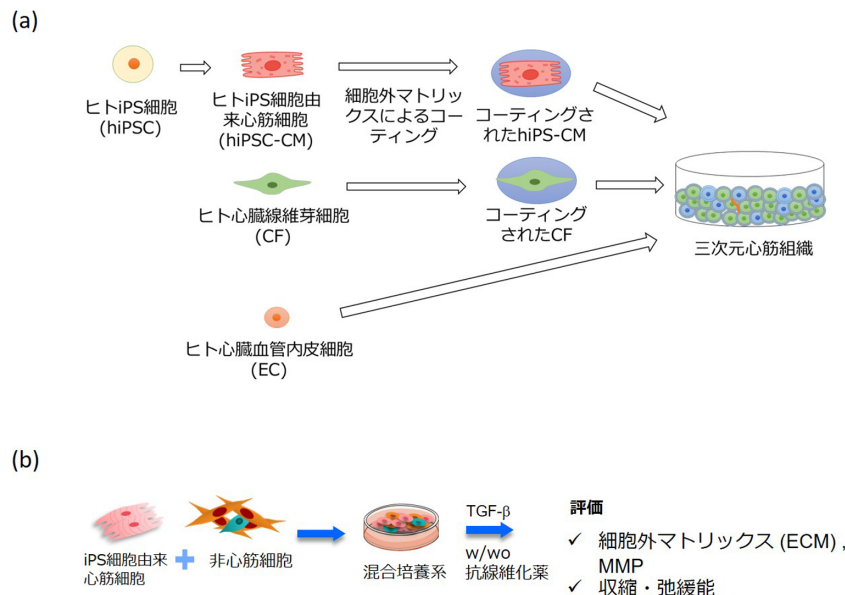 (a)
ヒトiPS細胞
(hiPSC)
ヒトiPS細胞由
来心筋細胞
(hiPSC-CM)
細胞外マトリッ
クスによるコー
ティング
コーティングさ
れたhiPS-CM
ヒト心臓線維芽細胞
(CF)
コーティング
されたCF
三次元心筋組織
ヒト心臓血管内皮細胞
(EC)
(b)
iPS細胞由来
心筋細胞
+
非心筋細胞
混合培養系
TGF-β
w/wo
抗線維化薬
評価
✓ 細胞外マトリックス (ECM) ,
MMP
✓ 収縮・弛緩能